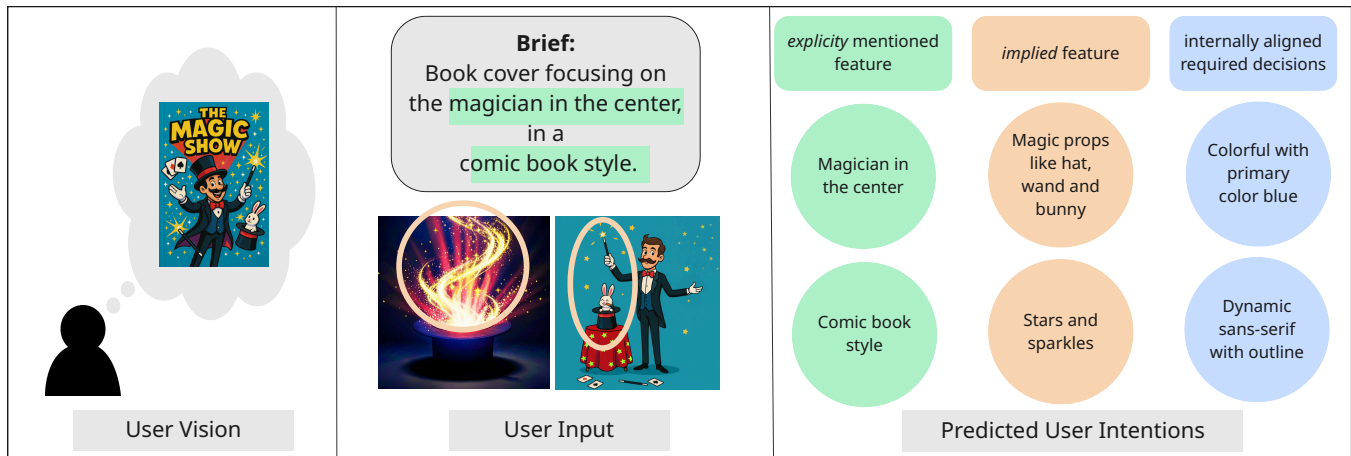 THE
MAGIC
SHOW
User Vision
Brief:
Book cover focusing on
the magician in the center,
in a
comic book style.
User Input
explicity mentioned
feature
implied feature
internally aligned
required decisions
Magician in
the center
Magic props
like hat,
wand and
bunny
Colorful with
primary
color blue
Comic book
style
Stars and
sparkles
Dynamic
sans-serif
with outline
Predicted User Intentions